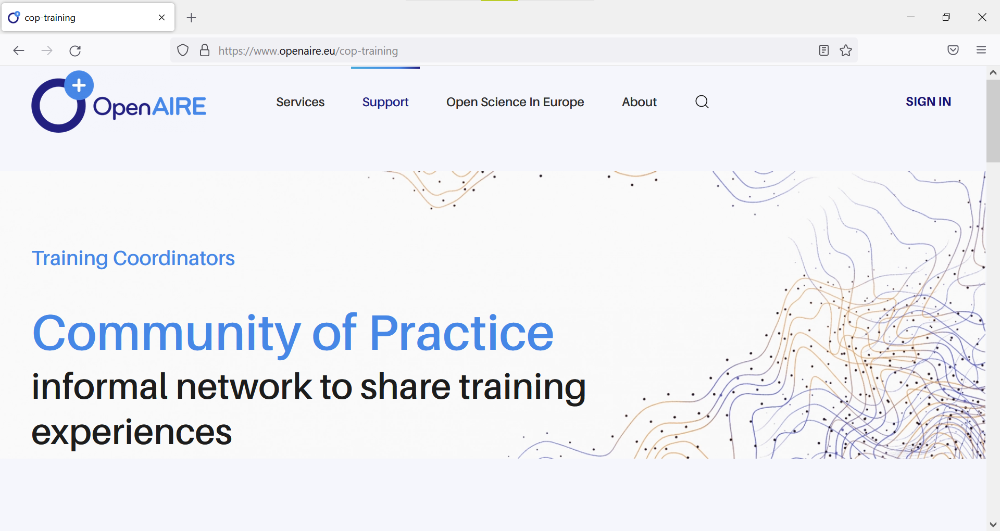 cop-training
https://www.openaire.eu/cop-training
OpenAIRE
Services
Support
Open Science In Europe
About
SIGN IN
Training Coordinators
Community of Practice
informal network to share training
experiences